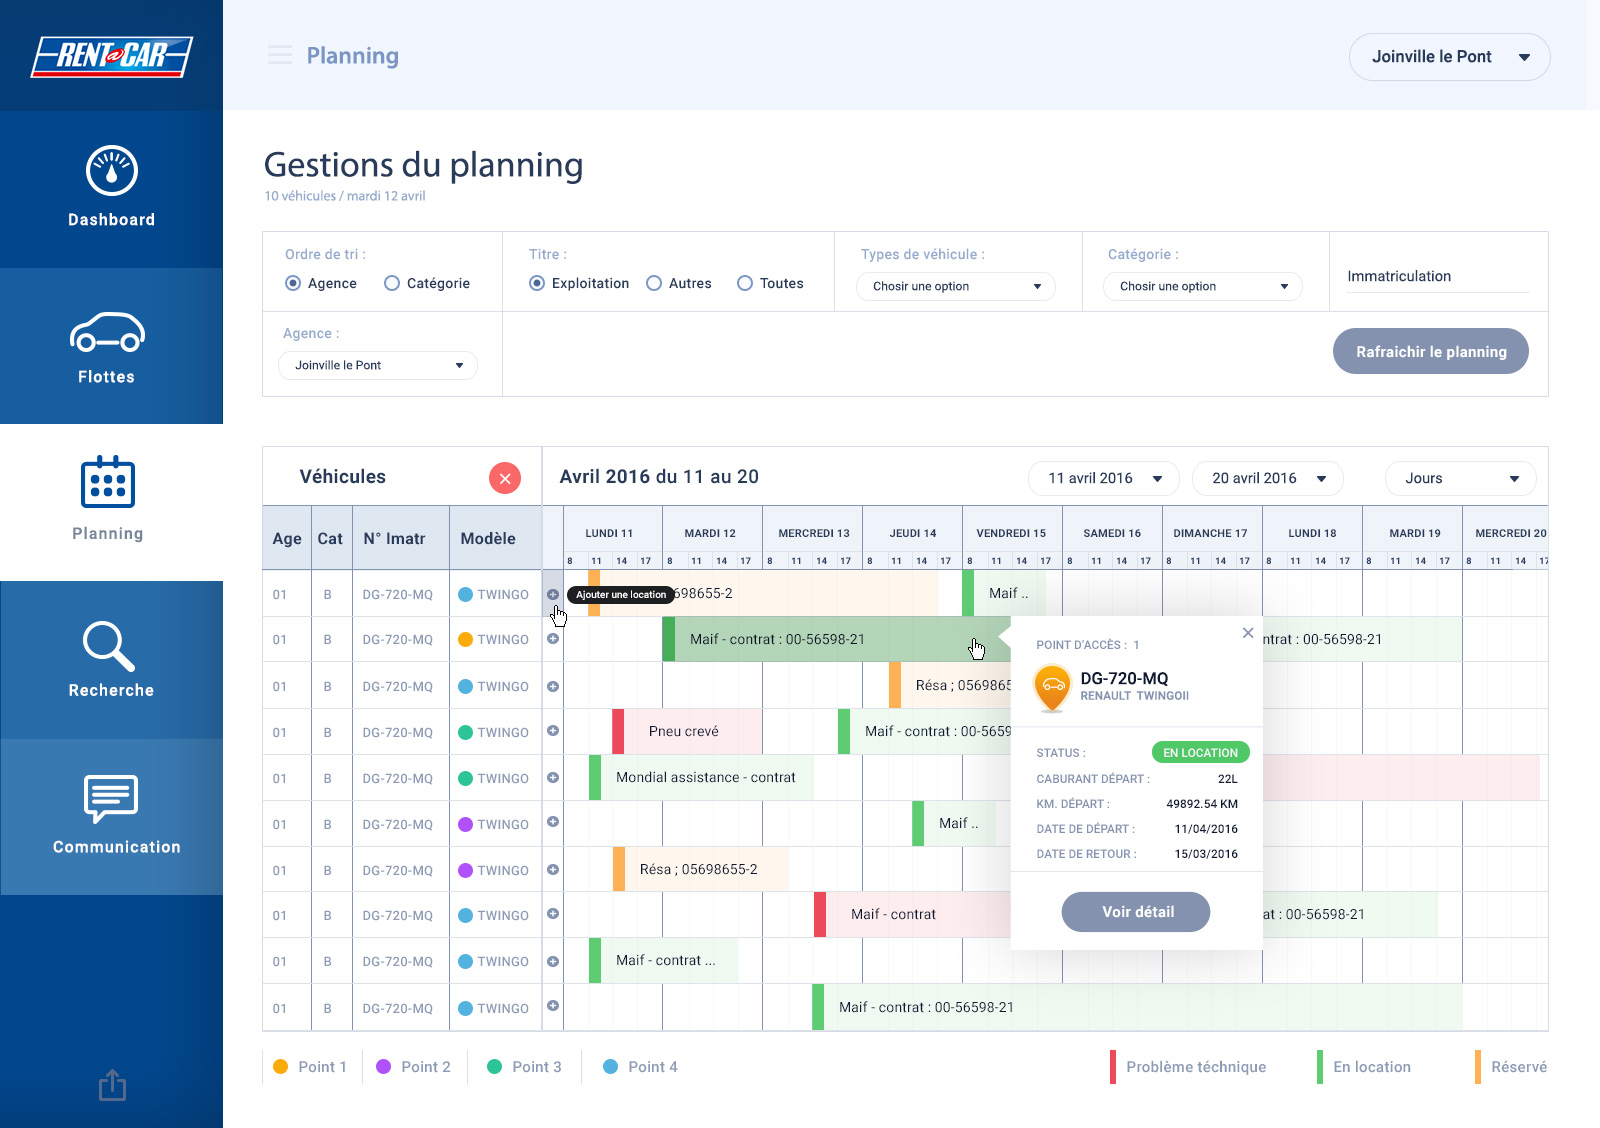 RENT@CAR
Planning
Joinville le Pont
Dashboard
Flottes
Planning
Recherche
Communication
Gestions du planning
10 véhicules / mardi 12 avril
Ordre de tri :
Agence
Catégorie
Titre :
Exploitation
Autres
Toutes
Types de véhicule :
Chosir une option
Catégorie :
Chosir une option
Immatriculation
Agence :
Joinville le Pont
Rafraichir le planning
Véhicules
Avril 2016 du 11 au 20
11 avril 2016
20 avril 2016
Jours
Age Cat N° Imatr Modèle
LUNDI 11 MARDI 12 MERCREDI 13 JEUDI 14 VENDREDI 15 SAMEDI 16 DIMANCHE 17 LUNDI 18 MARDI 19 MERCREDI 20
8 11 14 17 8 11 14 17 8 11 14 17 8 11 14 17 8 11 14 17 8 11 14 17 8 11 14 17 8 11 14 17 8 11 14 17 8 11 14 17
01 B DG-720-MQ TWINGO Ajouter une location 698655-2 Maif ..
01 B DG-720-MQ TWINGO Maif - contrat : 00-56598-21 ntrat : 00-56598-21
01 B DG-720-MQ TWINGO Résa ; 0569865
01 B DG-720-MQ TWINGO Pneu crevé Maif - contrat : 00-5659
01 B DG-720-MQ TWINGO Mondial assistance - contrat
01 B DG-720-MQ TWINGO Maif ..
01 B DG-720-MQ TWINGO Résa ; 05698655-2
01 B DG-720-MQ TWINGO Maif - contrat at : 00-56598-21
01 B DG-720-MQ TWINGO Maif - contrat ...
01 B DG-720-MQ TWINGO Maif - contrat : 00-56598-21
POINT D'ACCÈS : 1
DG-720-MQ
RENAULT TWINGOII
STATUS : EN LOCATION
CABURANT DÉPART : 22L
KM. DÉPART : 49892.54 KM
DATE DE DÉPART : 11/04/2016
DATE DE RETOUR : 15/03/2016
Voir détail
Point 1
Point 2
Point 3
Point 4
Problème téchnique
En location
Réservé